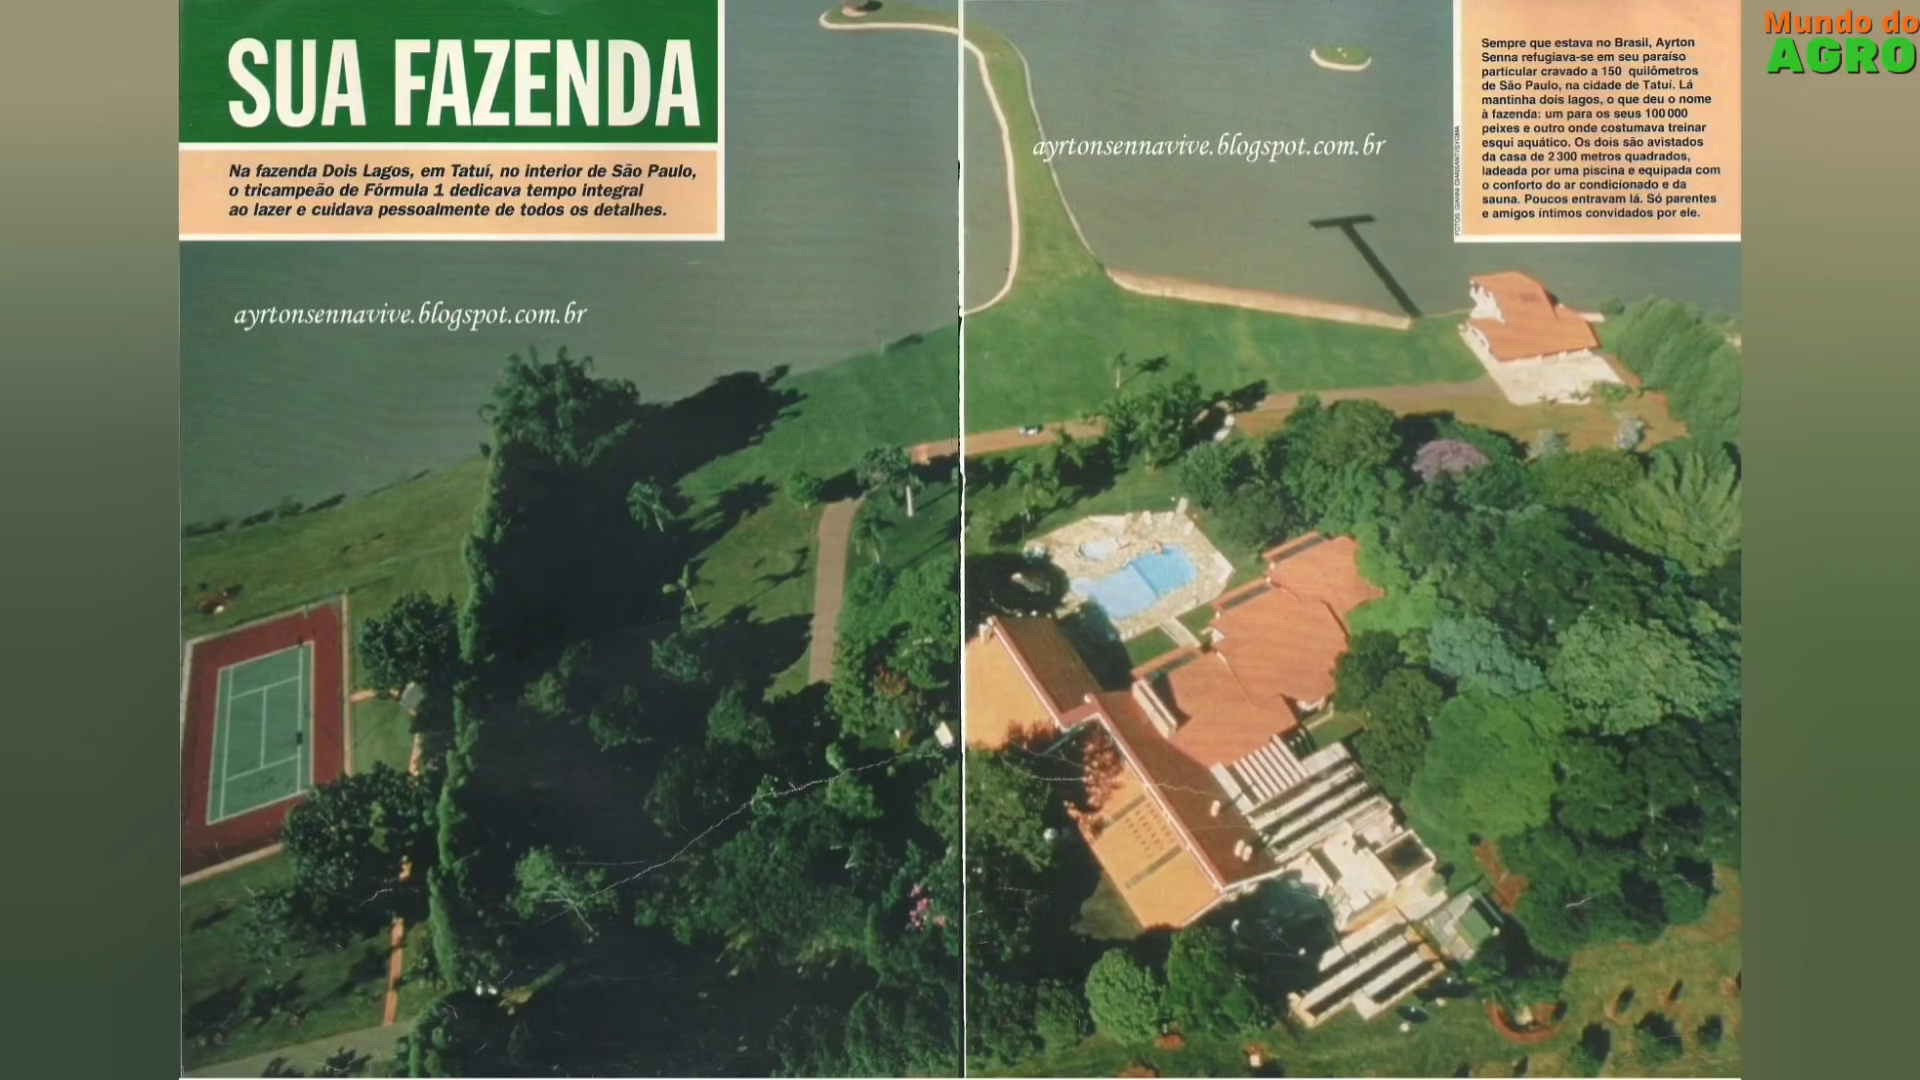 SUA FAZENDA
Na fazenda Dois Lagos, em Tatuí, no interior de São Paulo,
o tricampeão de Fórmula 1 dedicava tempo integral
ao lazer e cuidava pessoalmente de todos os detalhes.
ayrtonsennavive.blogspot.com.br
ayrtonsennavive.blogspot.com.br
Sempre que estava no Brasil, Ayrton
Senna refugiava-se em seu paraíso
particular cravado a 150 quilômetros
de São Paulo, na cidade de Tatuí. Lá
mantinha dois lagos, o que deu o nome
à fazenda: um para os seus 100 000
peixes e outro onde costumava treinar
esqui aquático. Os dois são avistados
da casa de 2 300 metros quadrados,
ladeada por uma piscina e equipada com
o conforto do ar condicionado e da
sauna. Poucos entravam lá. Só parentes
e amigos íntimos convidados por ele.
FOTOS: GIANNI GIANSANTI/SYGMA
Mundo do
AGRO